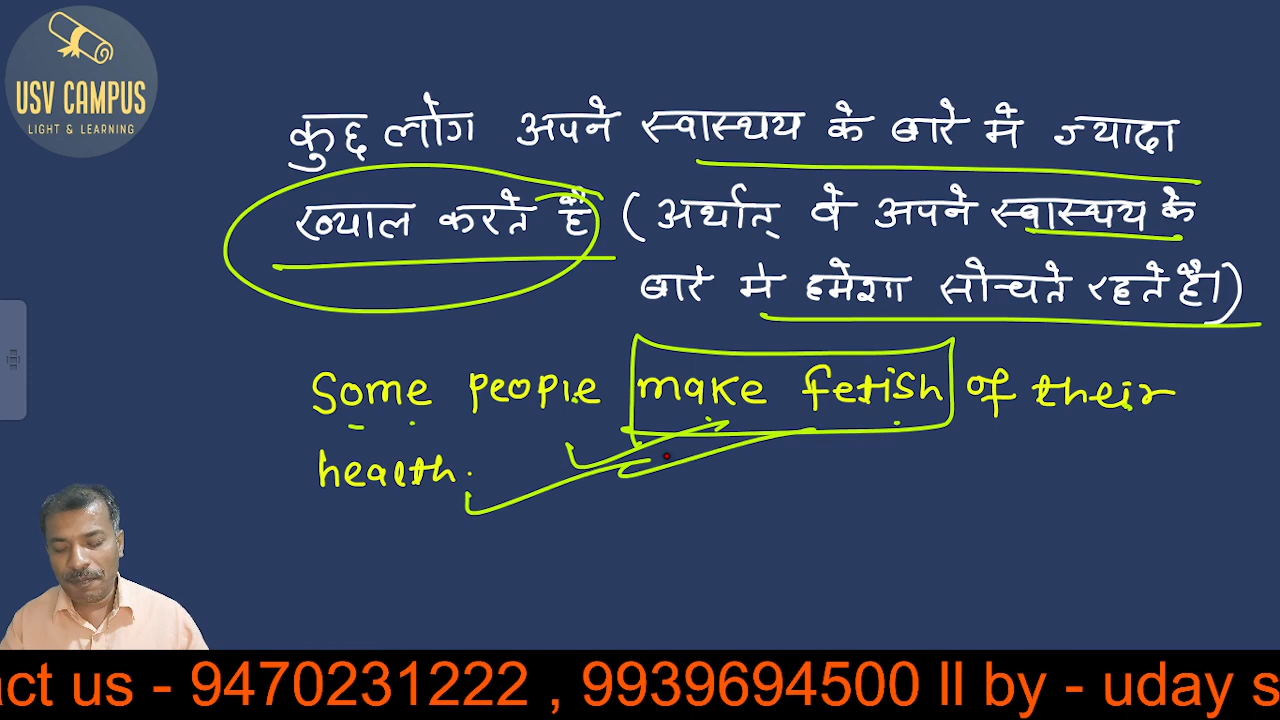 USV CAMPUS
LIGHT & LEARNING
कुछ लोग अपने स्वास्थ्य के बारे में ज्यादा
ख्याल करते हैं ( अर्थात् वे अपने स्वास्थ्य के
बारे में हमेशा सोचते रहते हैं। )
Some people make fetish of their
health.
act us - 9470231222 , 9939694500 ll by - uday s